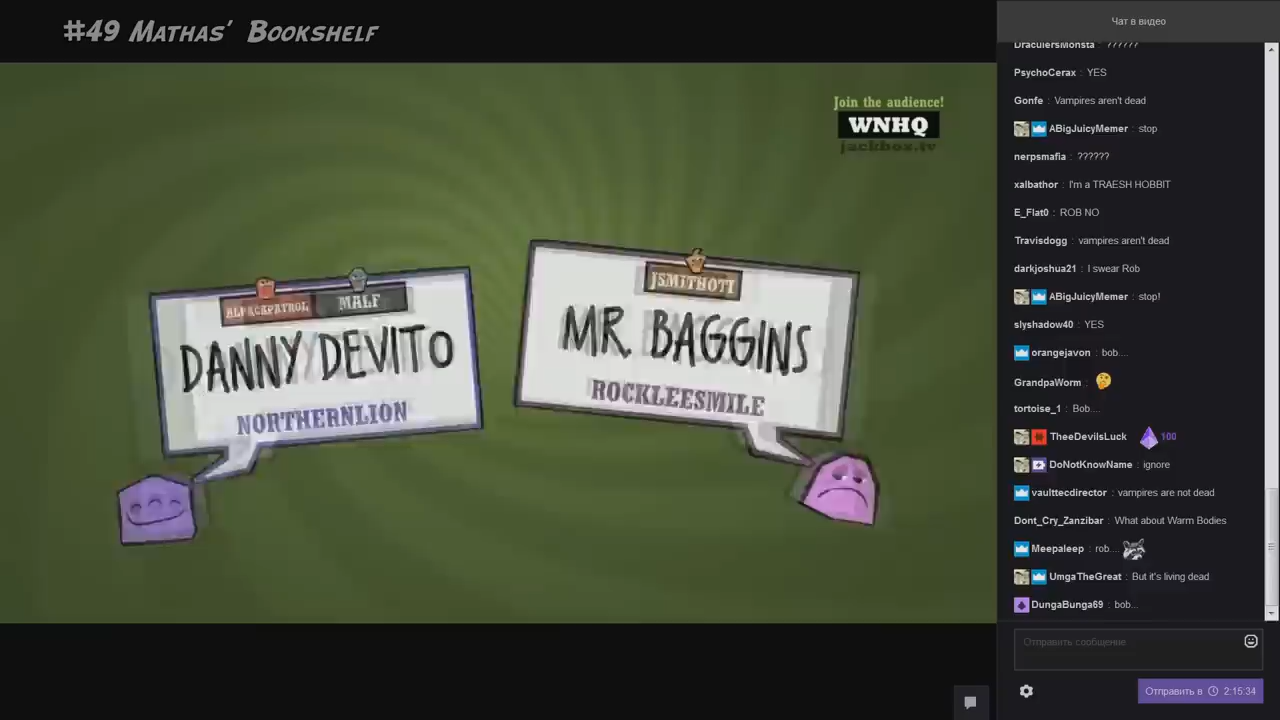 #49 Mathas' Bookshelf
Join the audience!
WNHQ
jackbox.tv
ALPACAPATROL MALF
DANNY DEVITO
NORTHERNLION
JSMITHOTI
MR. BAGGINS
ROCKLEESMILE
Чат в видео
DraculersMonsta : ??????
PsychoCerax : YES
Gonfe : Vampires aren't dead
ABigJuicyMemer : stop
nerpsmafia : ??????
xalbathor : I'm a TRAESH HOBBIT
E_Flat0 : ROB NO
Travisdogg : vampires aren't dead
darkjoshua21 : I swear Rob
ABigJuicyMemer : stop!
slyshadow40 : YES
orangejavon : bob....
GrandpaWorm :
tortoise_1 : Bob....
TheeDevilsLuck 100
DoNotKnowName : ignore
vaulttecdirector : vampires are not dead
Dont_Cry_Zanzibar : What about Warm Bodies
Meepaleep : rob....
UmgaTheGreat : But it's living dead
DungaBunga69 : bob...
Отправить сообщение
Отправить в 2:15:34